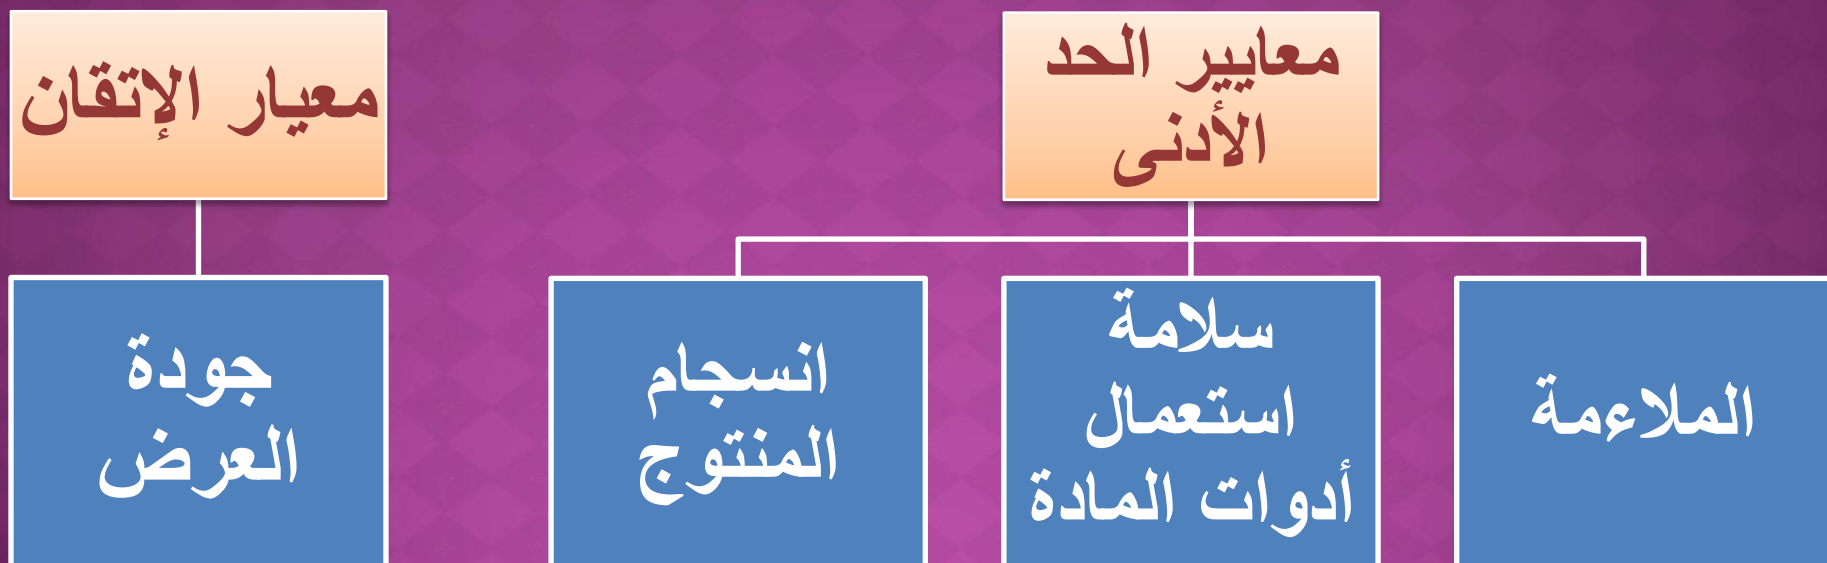 معايير الحد
الأدنى
معيار الإتقان
الملاءمة
سلامة
استعمال
أدوات المادة
انسجام
المنتوج
جودة
العرض